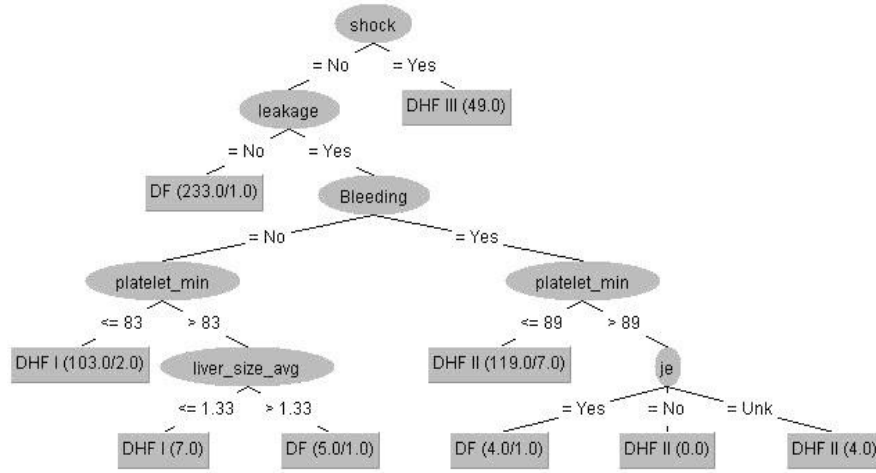 shock
= No = Yes
leakage DHF III (49.0)
= No = Yes
DF (233.0/1.0) Bleeding
= No = Yes
platelet_min platelet_min
<= 83 > 83 <= 89 > 89
DHF I (103.0/2.0) liver_size_avg DHF II (119.0/7.0) je
<= 1.33 > 1.33 = Yes = No = Unk
DHF I (7.0) DF (5.0/1.0) DF (4.0/1.0) DHF II (0.0) DHF II (4.0)